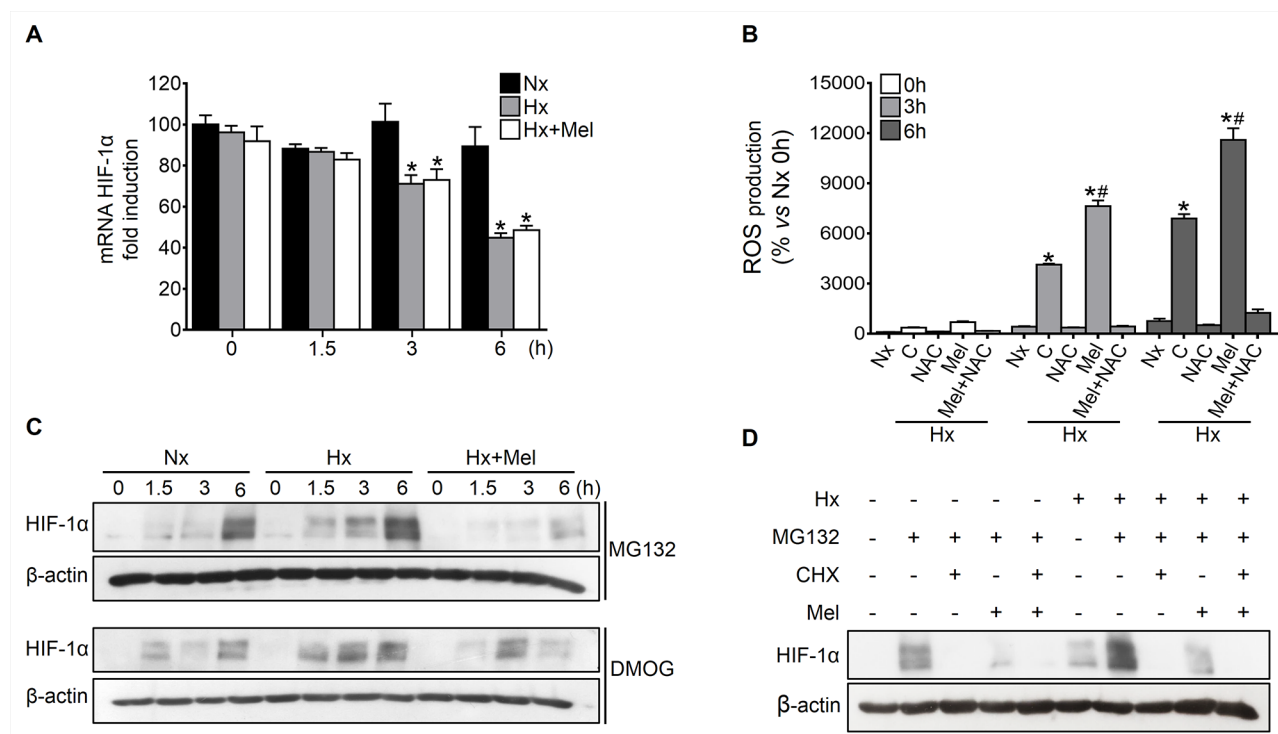 A
mRNA HIF-1α
fold induction
120
100
80
60
40
20
0
Nx
Hx
Hx+Mel
* *
* *
0 1.5 3 6 (h)
B
ROS production
(% vs Nx 0h)
15000
12000
9000
6000
3000
0
0h
3h
6h
* *# * *#
Nx C NAC Mel Mel+NAC Nx C NAC Mel Mel+NAC Nx C NAC Mel Mel+NAC
Hx Hx Hx
C
Nx Hx Hx+Mel
0 1.5 3 6 0 1.5 3 6 0 1.5 3 6 (h)
HIF-1α
MG132
β-actin
HIF-1α
DMOG
β-actin
D
Hx - - - - - + + + + +
MG132 - + + + + - + + + +
CHX - - + - + - - + - +
Mel - - - + + - - - + +
HIF-1α
β-actin